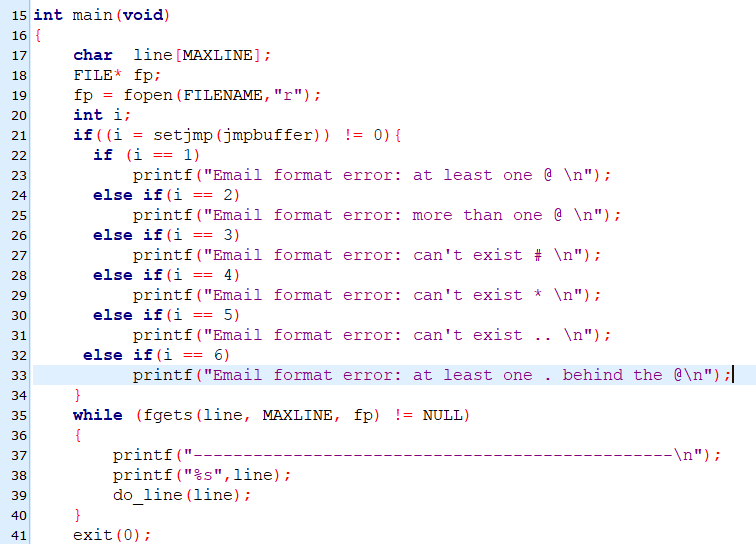 15 int main(void)
16 {
17     char  line[MAXLINE];
18     FILE* fp;
19     fp = fopen(FILENAME,"r");
20     int i;
21     if((i = setjmp(jmpbuffer)) != 0){
22       if (i == 1)
23           printf("Email format error: at least one @ \n");
24       else if(i == 2)
25           printf("Email format error: more than one @ \n");
26       else if(i == 3)
27           printf("Email format error: can't exist # \n");
28       else if(i == 4)
29           printf("Email format error: can't exist * \n");
30       else if(i == 5)
31           printf("Email format error: can't exist .. \n");
32      else if(i == 6)
33           printf("Email format error: at least one . behind the @\n");
34     }
35     while (fgets(line, MAXLINE, fp) != NULL)
36     {
37         printf("------------------------------------------------\n");
38         printf("%s",line);
39         do_line(line);
40     }
41     exit(0);